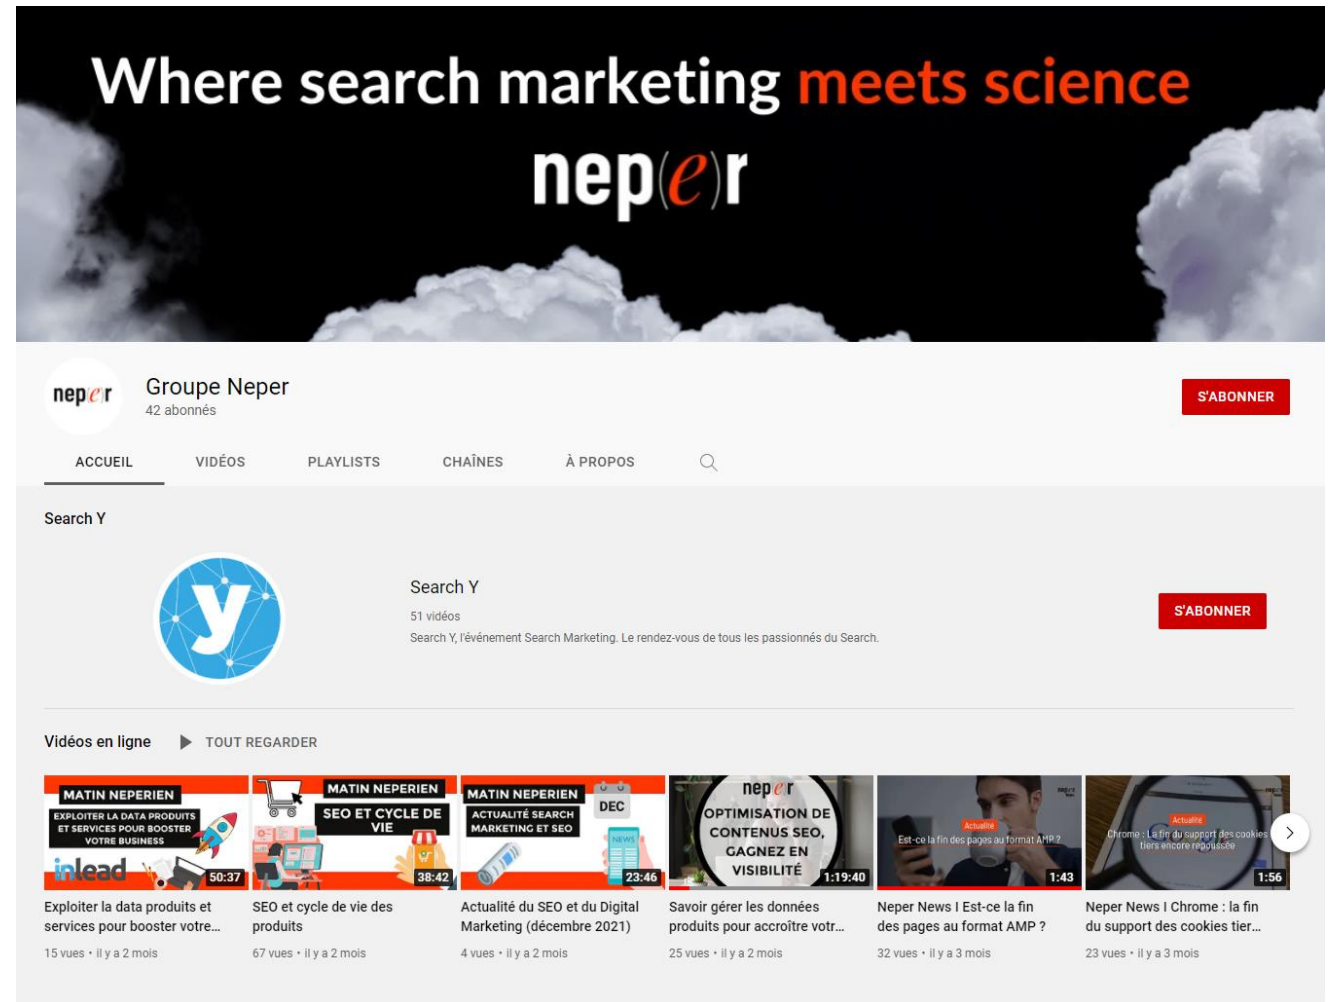 Where search marketing meets science
nep(e)r
nep(e)r
Groupe Neper
42 abonnés
S'ABONNER
ACCUEIL VIDÉOS PLAYLISTS CHAÎNES À PROPOS
Search Y
y
Search Y
51 vidéos
Search Y, l'événement Search Marketing. Le rendez-vous de tous les passionnés du Search.
S'ABONNER
Vidéos en ligne TOUT REGARDER
MATIN NEPERIEN
EXPLOITER LA DATA PRODUITS
ET SERVICES POUR BOOSTER
VOTRE BUSINESS
inlead
50:37
MATIN NEPERIEN
SEO ET CYCLE DE
VIE
38:42
MATIN NEPERIEN
ACTUALITÉ SEARCH
MARKETING ET SEO
DEC
NEWS
23:46
neper
OPTIMISATION DE
CONTENUS SEO,
GAGNEZ EN
VISIBILITÉ
1:19:40
Actualité
Est-ce la fin des pages au format AMP ?
1:43
Actualité
Chrome : La fin du support des cookies
tiers encore repoussée
1:56
Exploiter la data produits et
services pour booster votre...
15 vues • il y a 2 mois
SEO et cycle de vie des
produits
67 vues • il y a 2 mois
Actualité du SEO et du Digital
Marketing (décembre 2021)
4 vues • il y a 2 mois
Savoir gérer les données
produits pour accroître votr...
25 vues • il y a 2 mois
Neper News I Est-ce la fin
des pages au format AMP ?
32 vues • il y a 3 mois
Neper News I Chrome : la fin
du support des cookies tier...
23 vues • il y a 3 mois